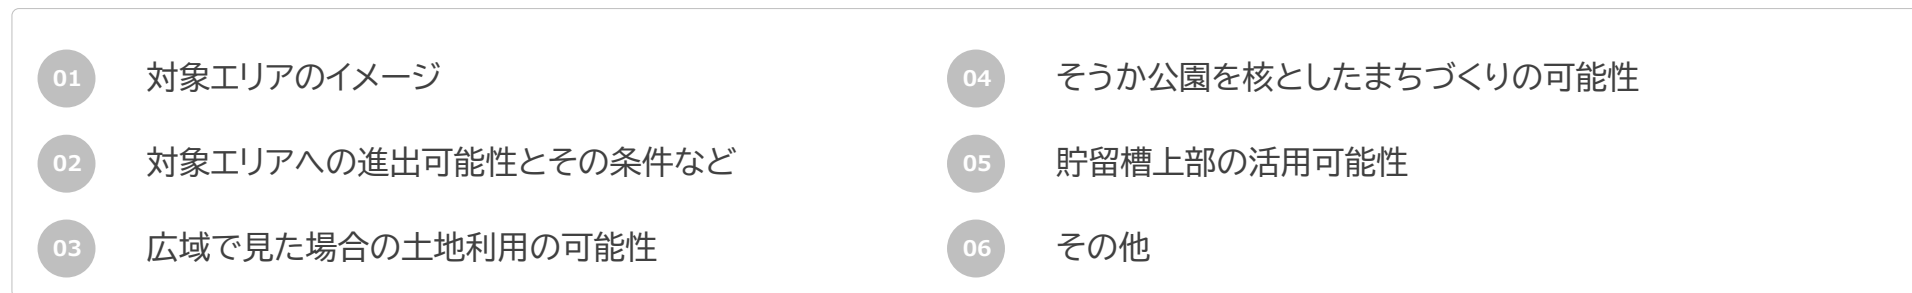 01 対象エリアのイメージ
02 対象エリアへの進出可能性とその条件など
03 広域で見た場合の土地利用の可能性
04 そうか公園を核としたまちづくりの可能性
05 貯留槽上部の活用可能性
06 その他